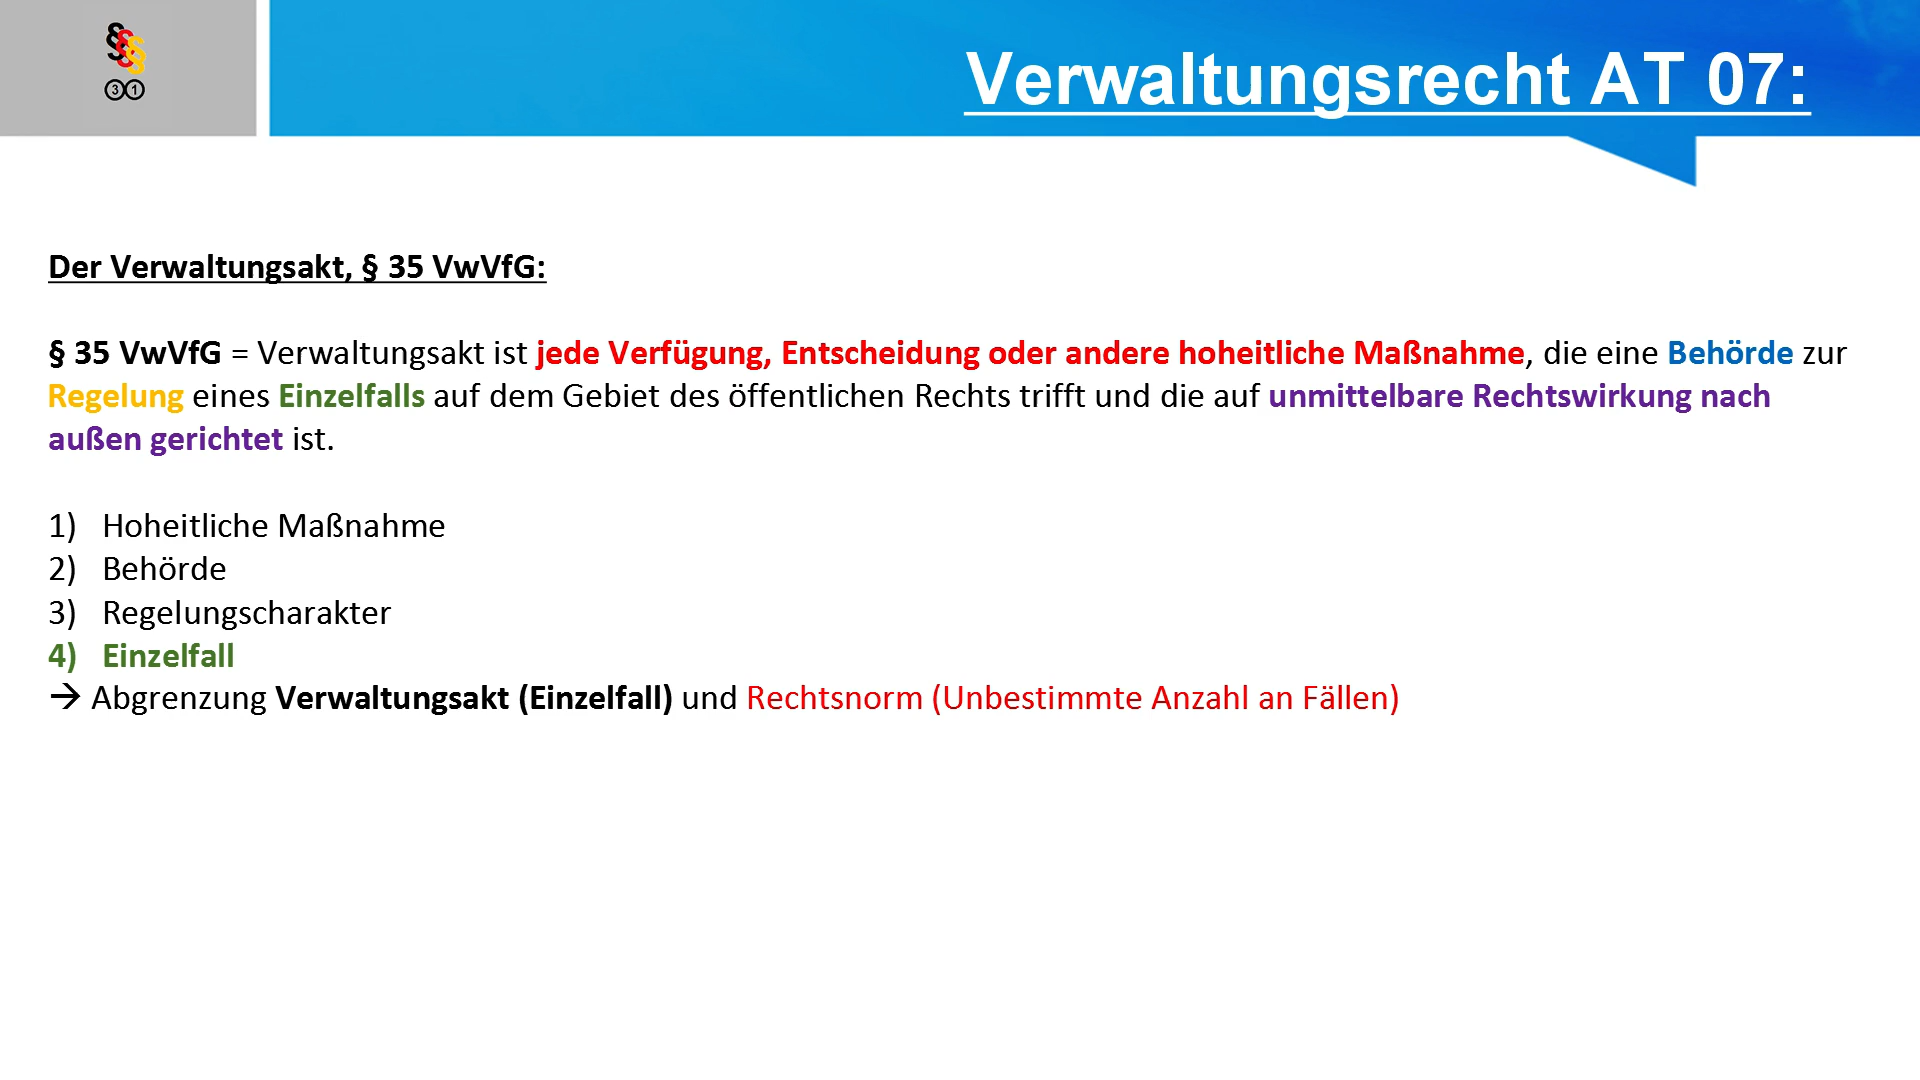 §§§
31
Verwaltungsrecht AT 07:
Der Verwaltungsakt, § 35 VwVfG:
§ 35 VwVfG = Verwaltungsakt ist jede Verfügung, Entscheidung oder andere hoheitliche Maßnahme, die eine Behörde zur
Regelung eines Einzelfalls auf dem Gebiet des öffentlichen Rechts trifft und die auf unmittelbare Rechtswirkung nach
außen gerichtet ist.
1) Hoheitliche Maßnahme
2) Behörde
3) Regelungscharakter
4) Einzelfall
→ Abgrenzung Verwaltungsakt (Einzelfall) und Rechtsnorm (Unbestimmte Anzahl an Fällen)